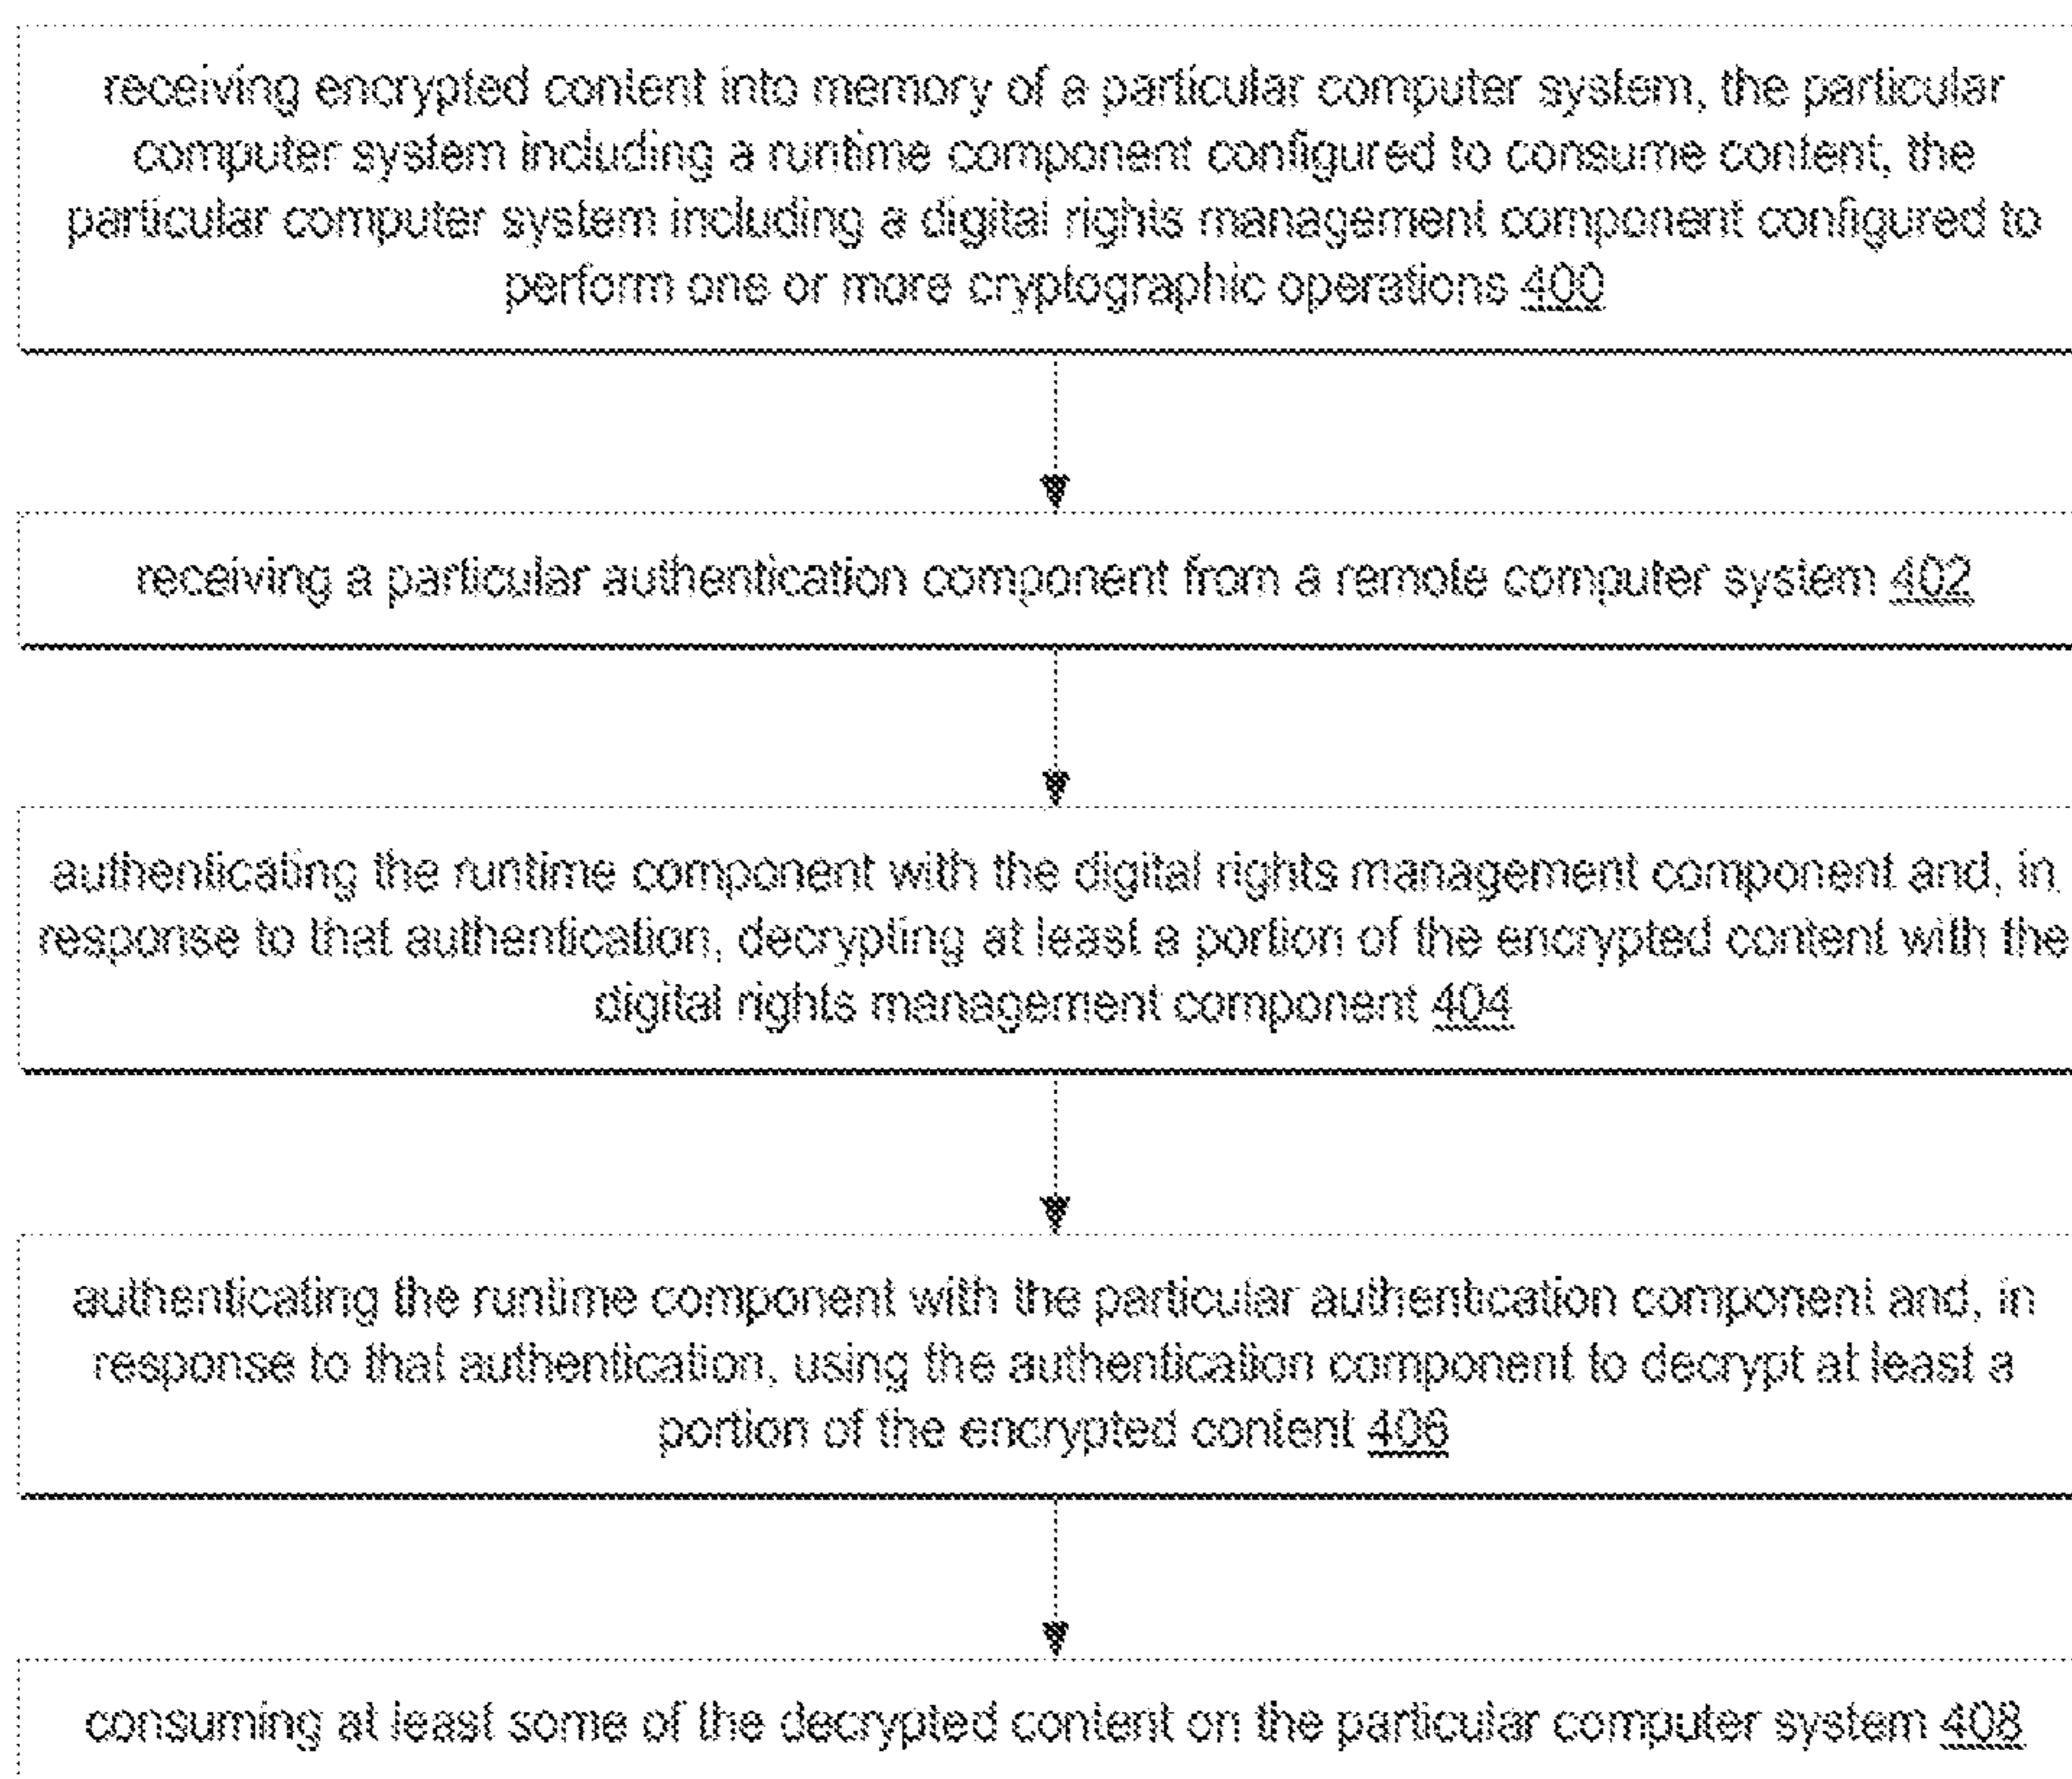 receiving encrypted content into memory of a particular computer system, the particular
computer system including a runtime component configured to consume content, the
particular computer system including a digital rights management component configured to
perform one or more cryptographic operations 400
receiving a particular authentication component from a remote computer system 402
authenticating the runtime component with the digital rights management component and, in
response to that authentication, decrypting at least a portion of the encrypted content with the
digital rights management component 404
authenticating the runtime component with the particular authentication component and, in
response to that authentication, using the authentication component to decrypt at least a
portion of the encrypted content 406
consuming at least some of the decrypted content on the particular computer system 408